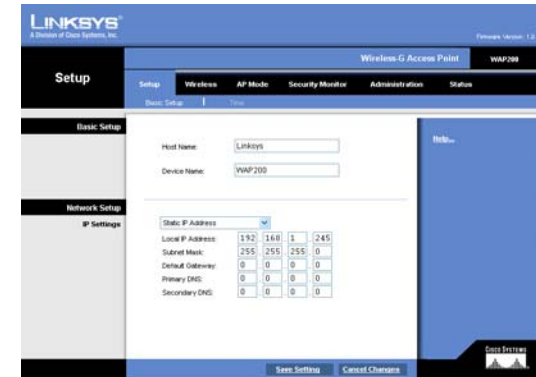 LINKSYS®
A Division of Cisco Systems, Inc.
Firmware Version: 1.0
Wireless-G Access Point WAP200
Setup
Setup Wireless AP Mode Security Monitor Administration Status
Basic Setup Time
Basic Setup
Host Name: Linksys
Device Name: WAP200
Help...
Network Setup
IP Settings
Static IP Address
Local IP Address: 192 168 1 245
Subnet Mask: 255 255 255 0
Default Gateway: 0 0 0 0
Primary DNS: 0 0 0 0
Secondary DNS: 0 0 0 0
Save Setting Cancel Changes
CISCO SYSTEMS